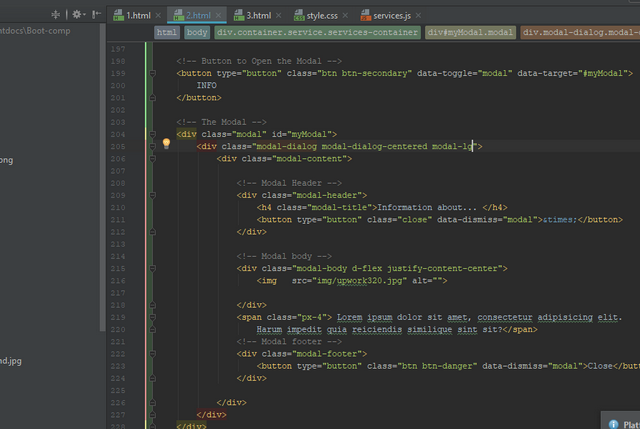 ntdocs\Boot-comp
1.html
2.html
3.html
style.css
services.js
html
body
div.container.service.services-container
div#myModal.modal
div.modal-dialog.modal-d
197
198 <!-- Button to Open the Modal -->
199 <button type="button" class="btn btn-secondary" data-toggle="modal" data-target="#myModal">
200 INFO
201 </button>
202
203 <!-- The Modal -->
204 <div class="modal" id="myModal">
205 <div class="modal-dialog modal-dialog-centered modal-lg">
206 <div class="modal-content">
207
208 <!-- Modal Header -->
209 <div class="modal-header">
210 <h4 class="modal-title">Information about... </h4>
211 <button type="button" class="close" data-dismiss="modal">&times;</button>
212 </div>
213
214 <!-- Modal body -->
215 <div class="modal-body d-flex justify-content-center">
216 <img src="img/upwork320.jpg" alt="">
217
218 </div>
219 <span class="px-4"> Lorem ipsum dolor sit amet, consectetur adipisicing elit.
220 Harum impedit quia reiciendis similique sint sit?</span>
221 <!-- Modal footer -->
222 <div class="modal-footer">
223 <button type="button" class="btn btn-danger" data-dismiss="modal">Close</but
224 </div>
225
226 </div>
227 </div>
228 </div>
ong
nd.jpg
Plat